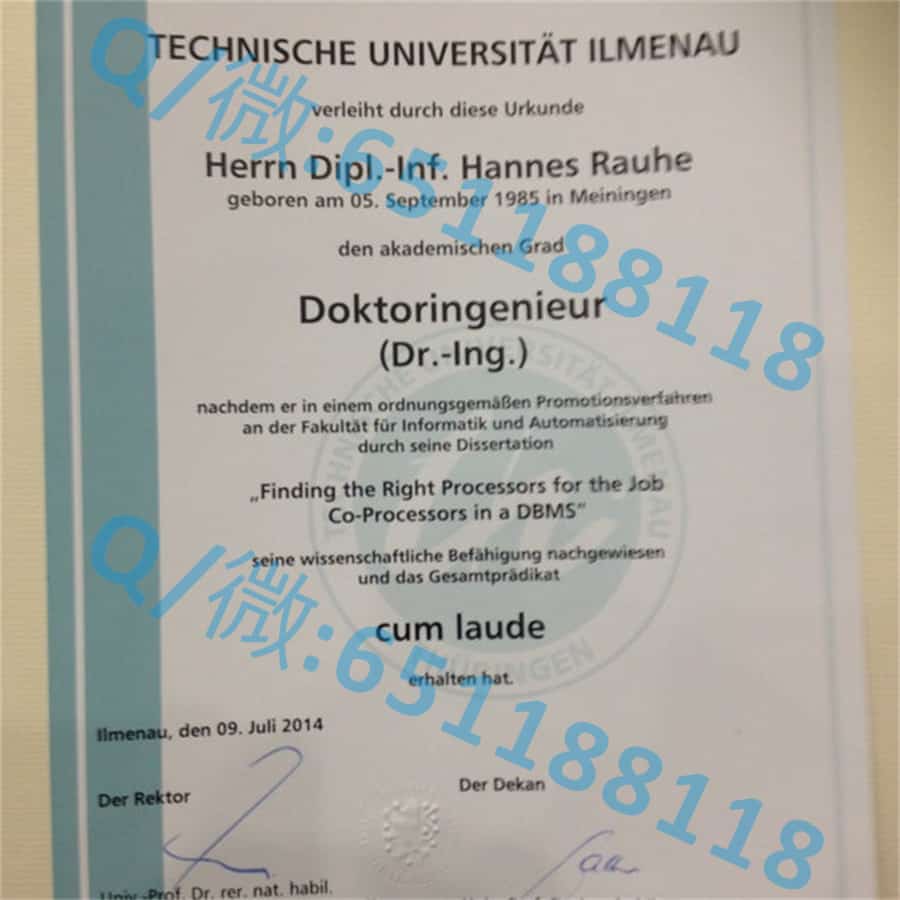 TECHNISCHE UNIVERSITÄT ILMENAU
verleiht durch diese Urkunde
Herrn Dipl.-Inf. Hannes Rauhe
geboren am 05. September 1985 in Meiningen
den akademischen Grad
Doktoringenieur
(Dr.-Ing.)
nachdem er in einem ordnungsgemäßen Promotionsverfahren
an der Fakultät für Informatik und Automatisierung
durch seine Dissertation
„Finding the Right Processors for the Job
Co-Processors in a DBMS“
seine wissenschaftliche Befähigung nachgewiesen
und das Gesamtprädikat
cum laude
erhalten hat.
Ilmenau, den 09. Juli 2014
Der Rektor
Der Dekan
Univ.-Prof. Dr. rer. nat. habil.
TECHNISCHE UNIVERSITÄT ILMENAU
THÜRINGEN
Q/微:651188118
Q/微:651188118